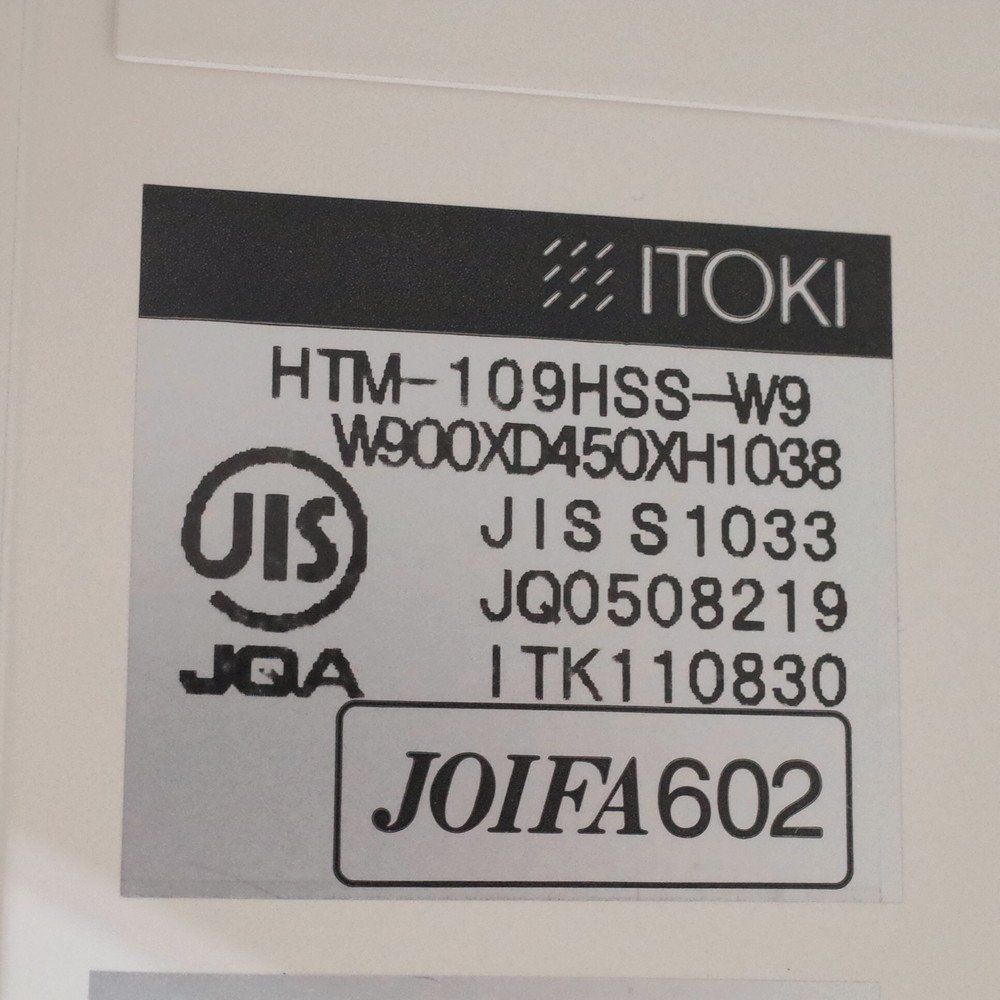 ITOKI
HTM-109HSS-W9
W900XD450XH1038
JIS
JIS S1033
JQ0508219
JQA
ITK110830
JOIFA602